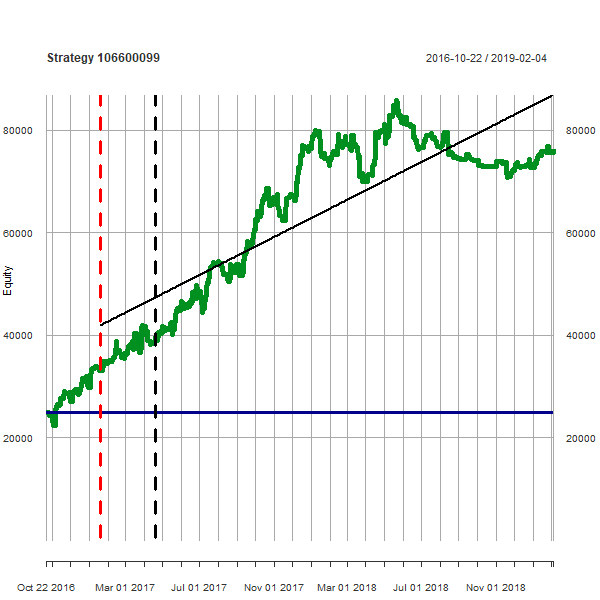 Strategy 106600099
2016-10-22 / 2019-02-04
80000
80000
60000
60000
Equity
40000
40000
20000
20000
Oct 22 2016
Mar 01 2017
Jul 01 2017
Nov 01 2017
Mar 01 2018
Jul 01 2018
Nov 01 2018